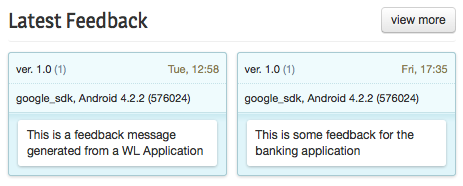 Latest Feedback
view more
ver. 1.0 (1)
Tue, 12:58
google_sdk, Android 4.2.2 (576024)
This is a feedback message
generated from a WL Application
ver. 1.0 (1)
Fri, 17:35
google_sdk, Android 4.2.2 (576024)
This is some feedback for the
banking application